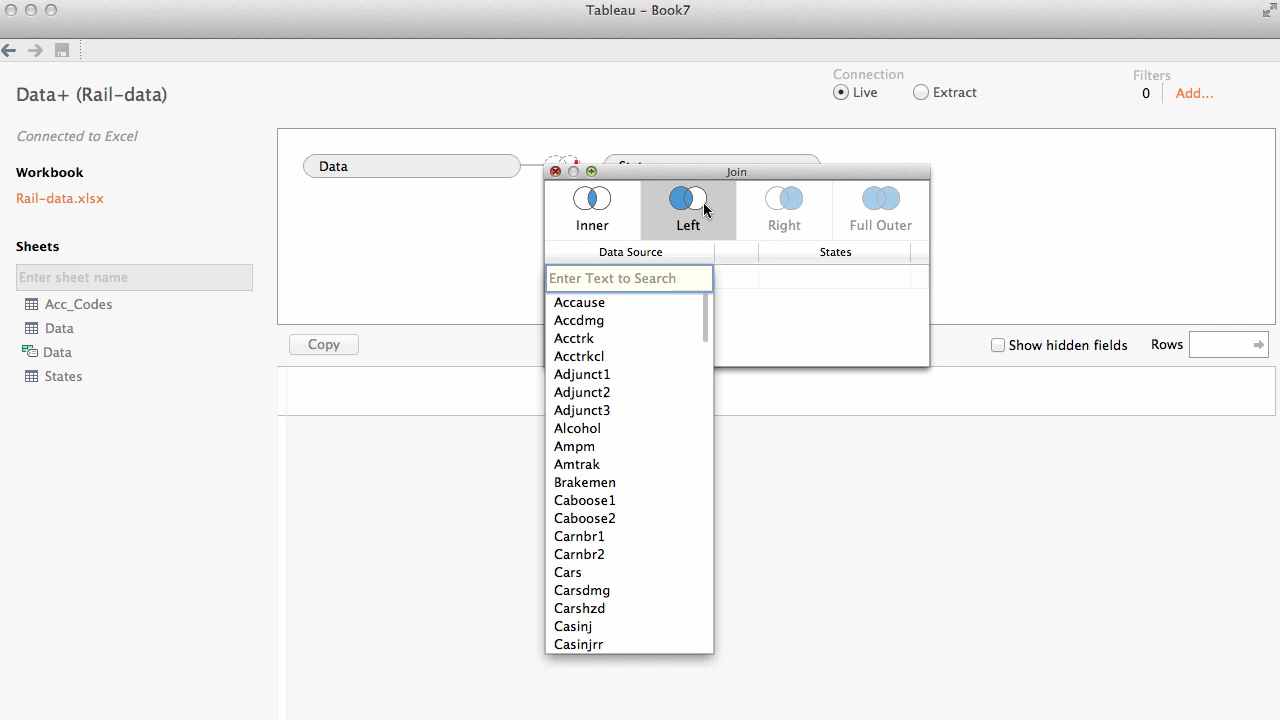 Tableau - Book7
Data+ (Rail-data)
Connection
Live
Extract
Filters
0
Add...
Connected to Excel
Workbook
Rail-data.xlsx
Sheets
Enter sheet name
Acc_Codes
Data
Data
States
Data
Join
Inner
Left
Right
Full Outer
Data Source
States
Enter Text to Search
Accause
Accdmg
Acctrk
Acctrkcl
Adjunct1
Adjunct2
Adjunct3
Alcohol
Ampm
Amtrak
Brakemen
Caboose1
Caboose2
Carnbr1
Carnbr2
Cars
Carsdmg
Carshzd
Casinj
Casinjrr
Copy
Show hidden fields
Rows